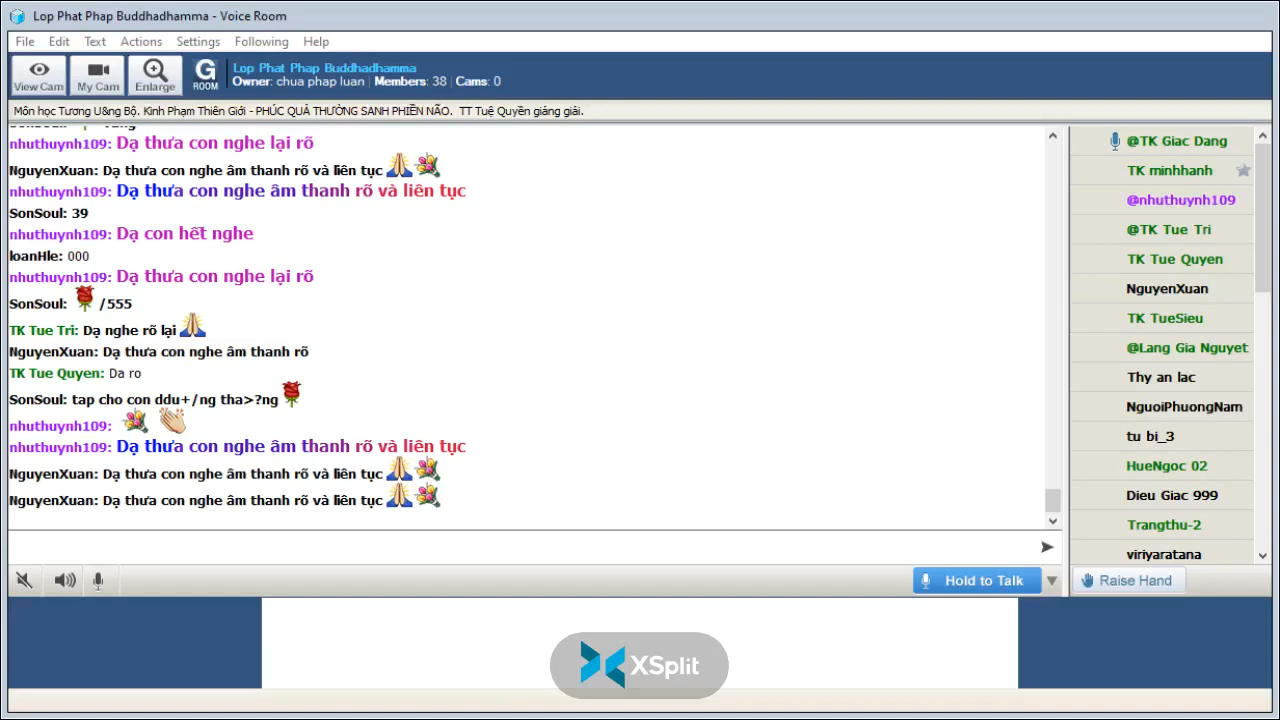 Lop Phat Phap Buddhadhamma - Voice Room
File Edit Text Actions Settings Following Help
View Cam
My Cam
Enlarge
G
ROOM
Lop Phat Phap Buddhadhamma
Owner: chua phap luan | Members: 38 | Cams: 0
Môn học Tương U&ng Bộ. Kinh Phạm Thiên Giới - PHÚC QUẢ THƯỜNG SANH PHIỀN NÃO. TT Tuệ Quyền giảng giải.
nhuthuynh109: Dạ thưa con nghe lại rõ
NguyenXuan: Dạ thưa con nghe âm thanh rõ và liên tục
nhuthuynh109: Dạ thưa con nghe âm thanh rõ và liên tục
SonSoul: 39
nhuthuynh109: Dạ con hết nghe
loanHle: 000
nhuthuynh109: Dạ thưa con nghe lại rõ
SonSoul: /555
TK Tue Tri: Dạ nghe rõ lại
NguyenXuan: Dạ thưa con nghe âm thanh rõ
TK Tue Quyen: Da ro
SonSoul: tap cho con ddu+/ng tha>?ng
nhuthuynh109:
nhuthuynh109: Dạ thưa con nghe âm thanh rõ và liên tục
NguyenXuan: Dạ thưa con nghe âm thanh rõ và liên tục
NguyenXuan: Dạ thưa con nghe âm thanh rõ và liên tục
@TK Giac Dang
TK minhhanh
@nhuthuynh109
@TK Tue Tri
TK Tue Quyen
NguyenXuan
TK TueSieu
@Lang Gia Nguyet
Thy an lac
NguoiPhuongNam
tu bi_3
HueNgoc 02
Dieu Giac 999
Trangthu-2
viriyaratana
Hold to Talk
Raise Hand
XSplit